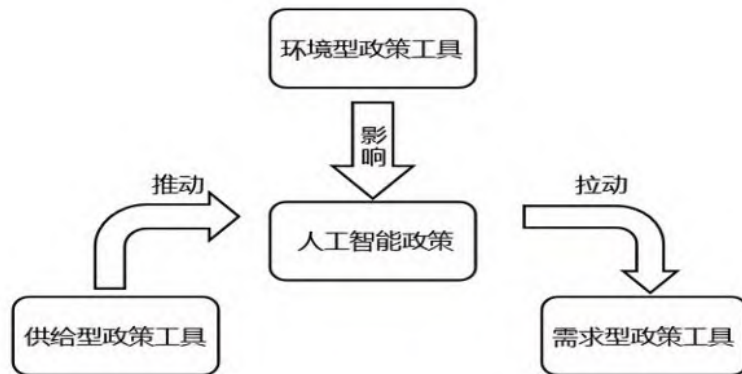 环境型政策工具
影
响
推动
拉动
人工智能政策
供给型政策工具
需求型政策工具